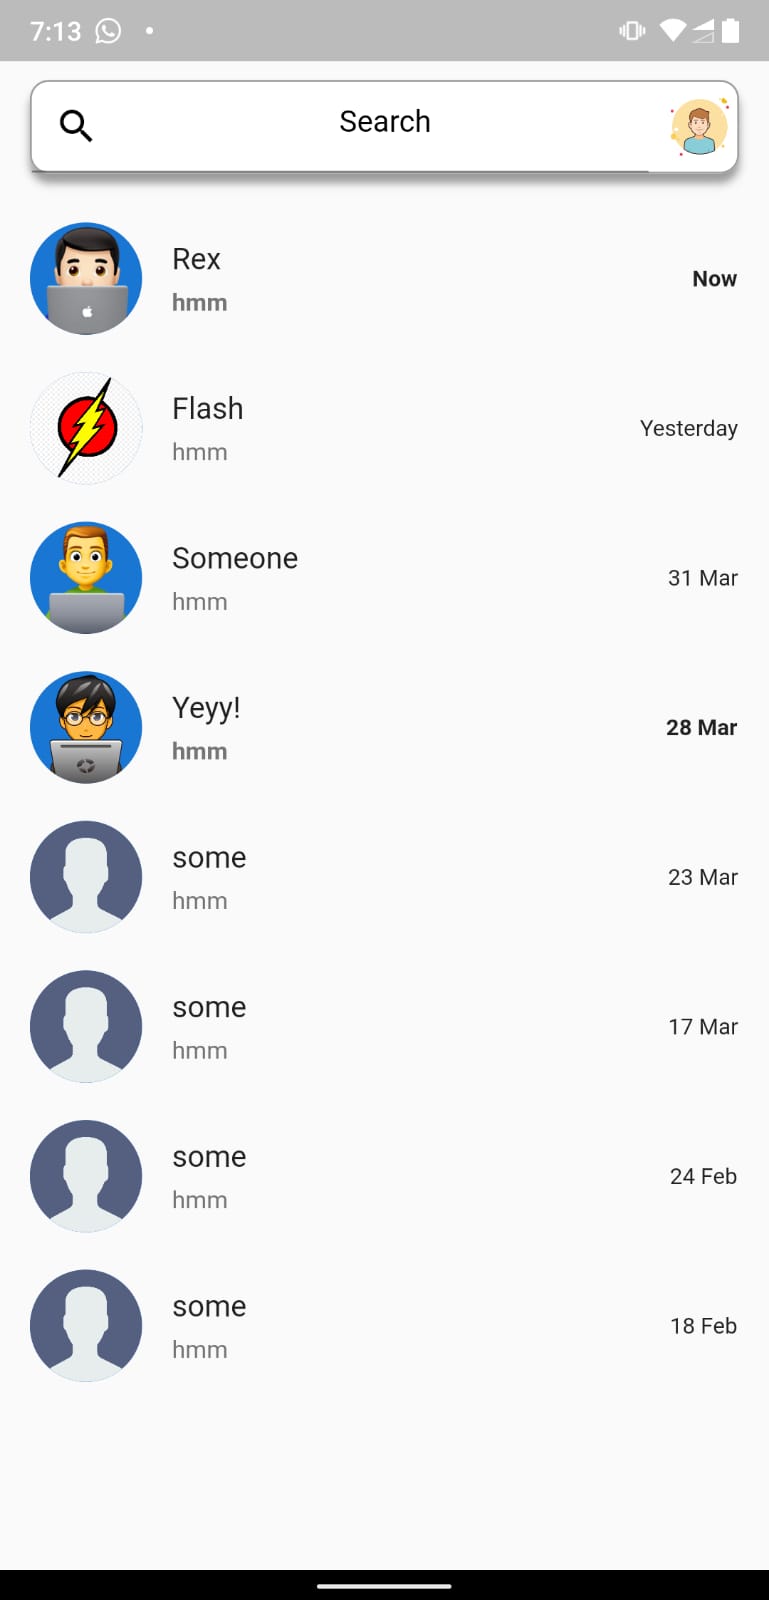 7:13
Search
Rex
hmm
Now
Flash
hmm
Yesterday
Someone
hmm
31 Mar
Yeyy!
hmm
28 Mar
some
hmm
23 Mar
some
hmm
17 Mar
some
hmm
24 Feb
some
hmm
18 Feb